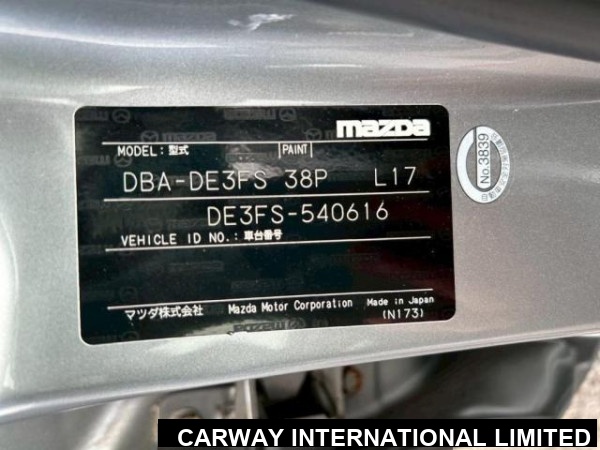 mazda
MODEL:型式 PAINT
DBA-DE3FS 38P L17
DE3FS-540616
VEHICLE ID NO.:車台番号
マツダ株式会社 Mazda Motor Corporation Made in Japan
(N173)
No.3839
CARWAY INTERNATIONAL LIMITED